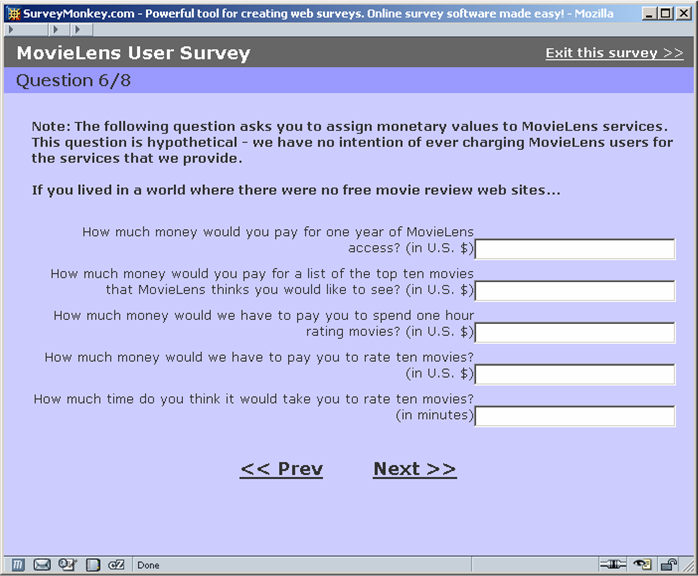 SurveyMonkey.com - Powerful tool for creating web surveys. Online survey software made easy! - Mozilla
MovieLens User Survey
Exit this survey >>
Question 6/8
Note: The following question asks you to assign monetary values to MovieLens services.
This question is hypothetical - we have no intention of ever charging MovieLens users for
the services that we provide.
If you lived in a world where there were no free movie review web sites...
How much money would you pay for one year of MovieLens
access? (in U.S. $)
How much money would you pay for a list of the top ten movies
that MovieLens thinks you would like to see? (in U.S. $)
How much money would we have to pay you to spend one hour
rating movies? (in U.S. $)
How much money would we have to pay you to rate ten movies?
(in U.S. $)
How much time do you think it would take you to rate ten movies?
(in minutes)
<< Prev
Next >>
Done